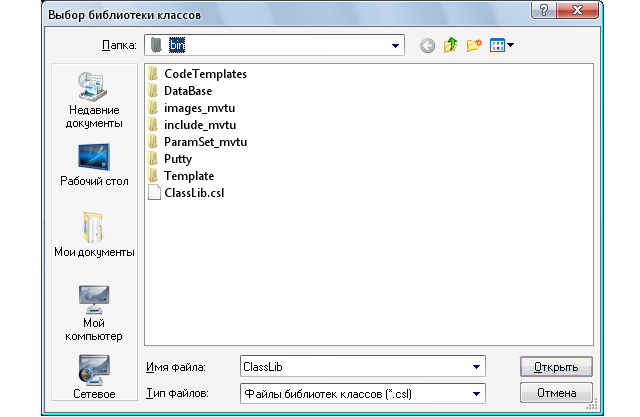 Выбор библиотеки классов
?
Папка: bin
Недавние
документы
Рабочий стол
Мои документы
Мой
компьютер
Сетевое
CodeTemplates
DataBase
images_mvtu
include_mvtu
ParamSet_mvtu
Putty
Template
ClassLib.csl
Имя файла: ClassLib Открыть
Тип файлов: Файлы библиотек классов (*.csl) Отмена